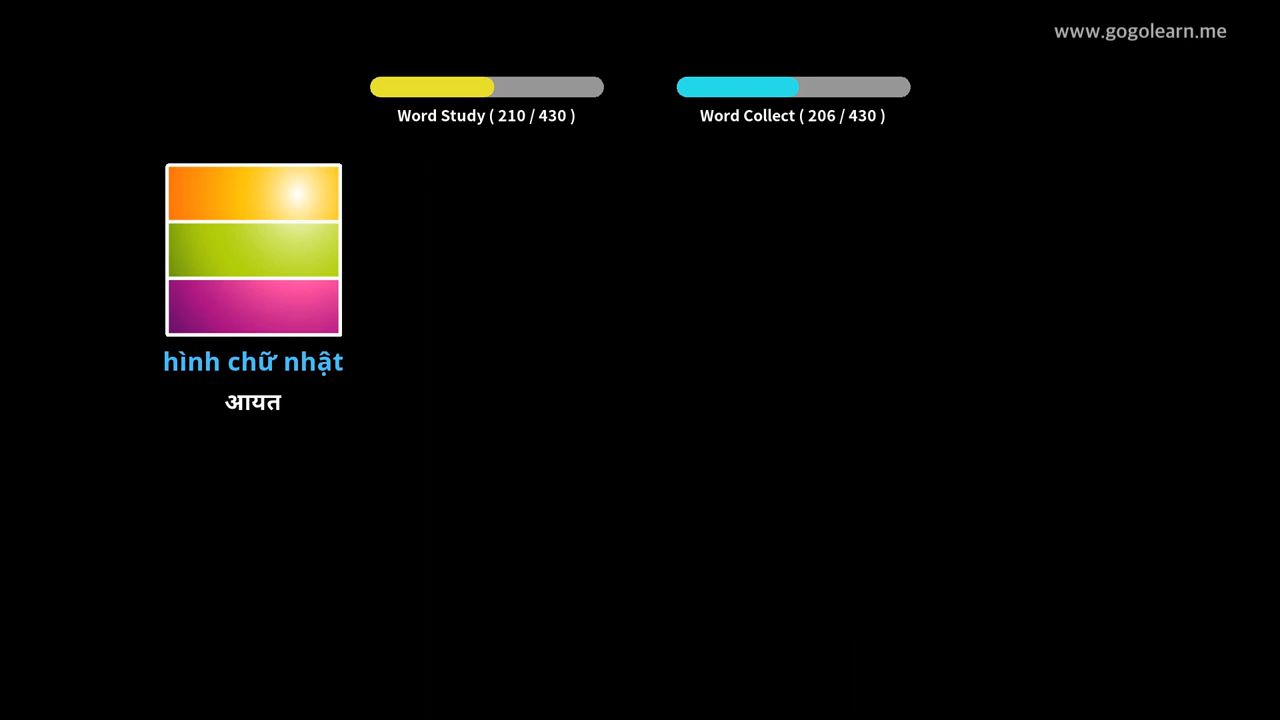 www.gogolearn.me
Word Study ( 210 / 430 )
Word Collect ( 206 / 430 )
hình chữ nhật
आयत